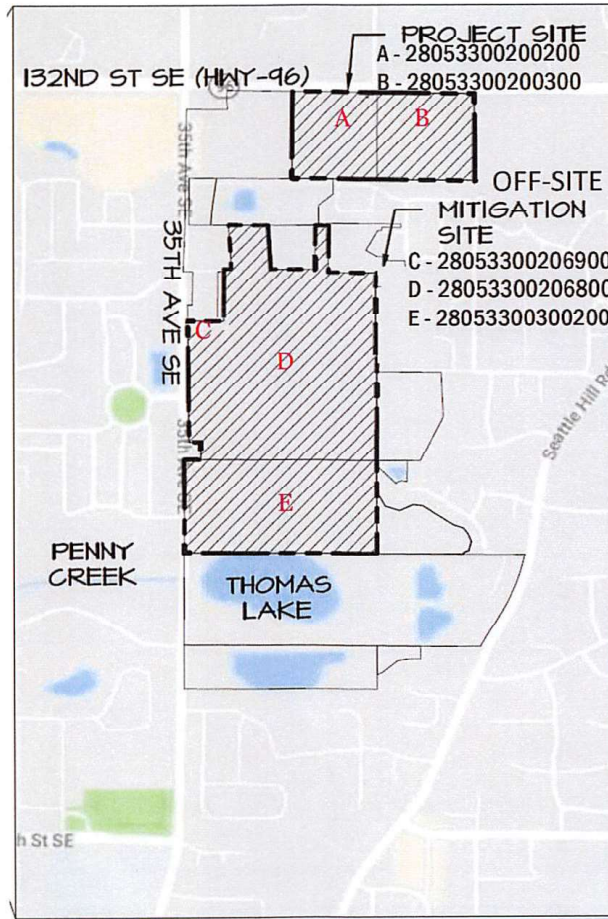 PROJECT SITE
A - 28053300200200
B - 28053300200300
132ND ST SE (HWY-96)
A
B
35th Ave SE
OFF-SITE
MITIGATION
SITE
C - 28053300206900
D - 28053300206800
E - 28053300300200
35TH AVE SE
C
D
Seattle Hill Rd
35th Ave SE
E
PENNY
CREEK
THOMAS
LAKE
h St SE